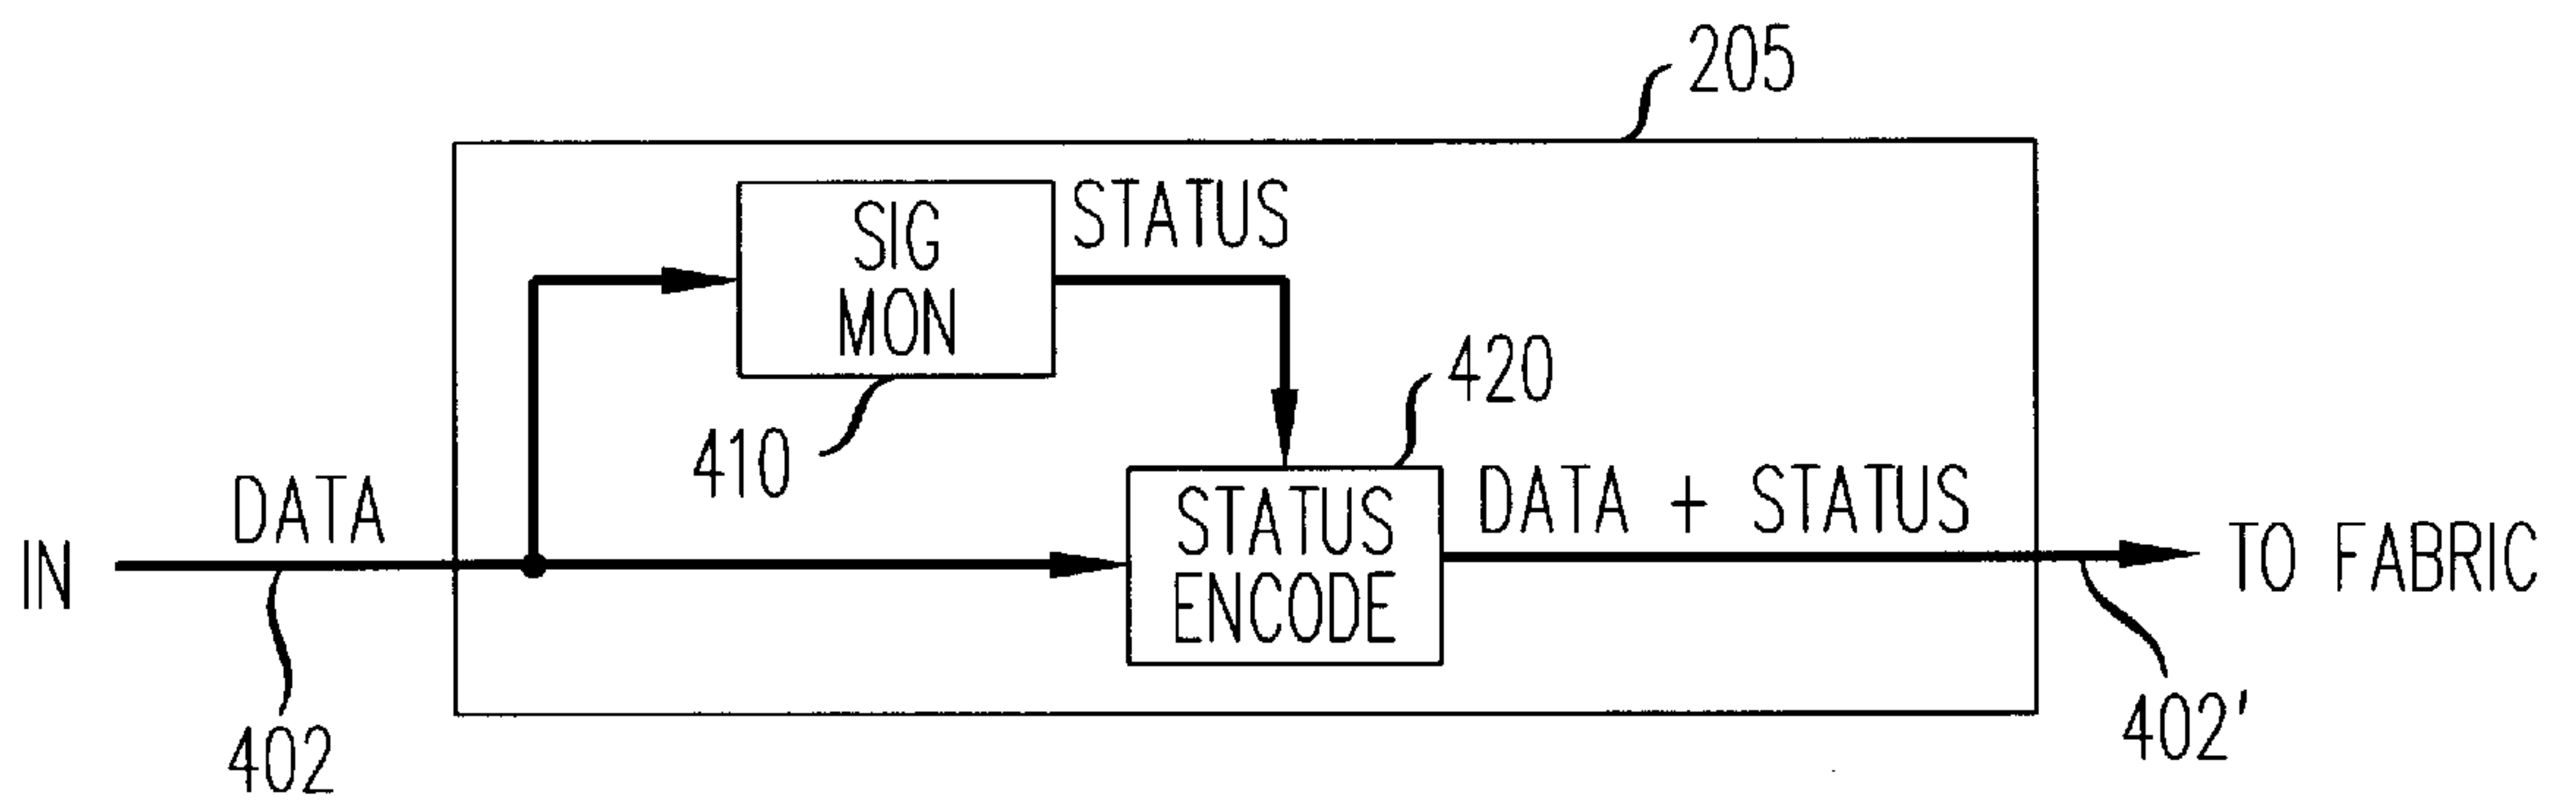 205
SIG
MON
STATUS
410
420
DATA
IN
STATUS
ENCODE
DATA + STATUS
TO FABRIC
402
402'